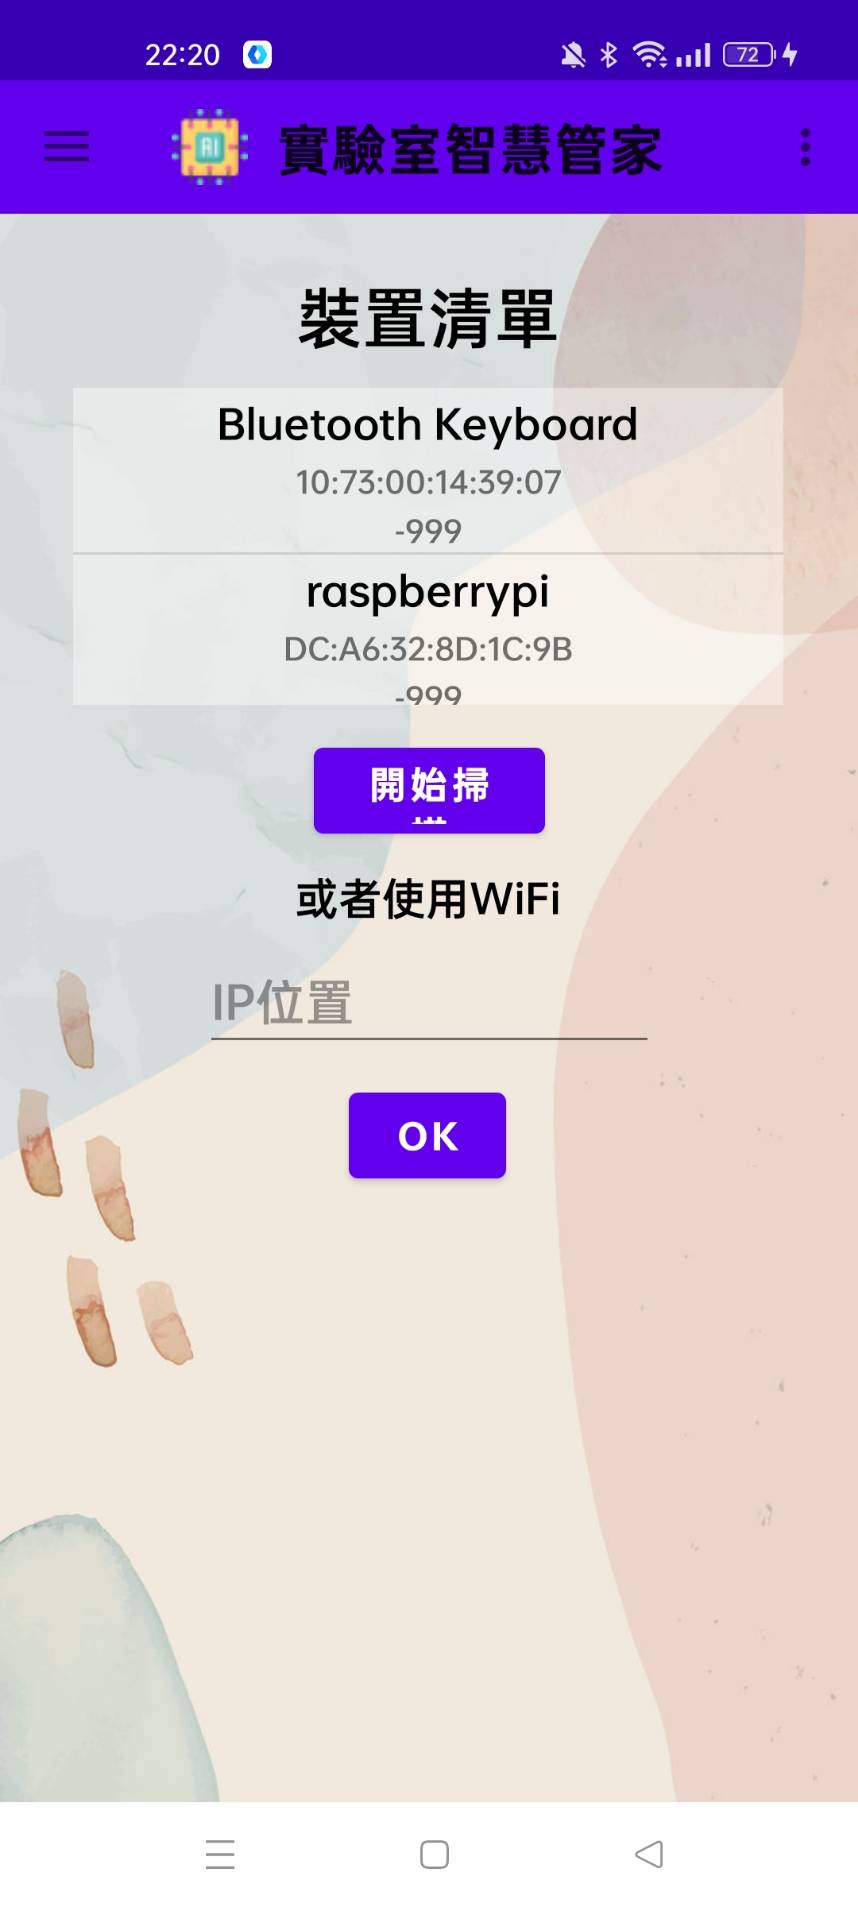 22:20
72
AI
實驗室智慧管家
裝置清單
Bluetooth Keyboard
10:73:00:14:39:07
-999
raspberrypi
DC:A6:32:8D:1C:9B
-999
開始掃
或者使用WiFi
IP位置
OK